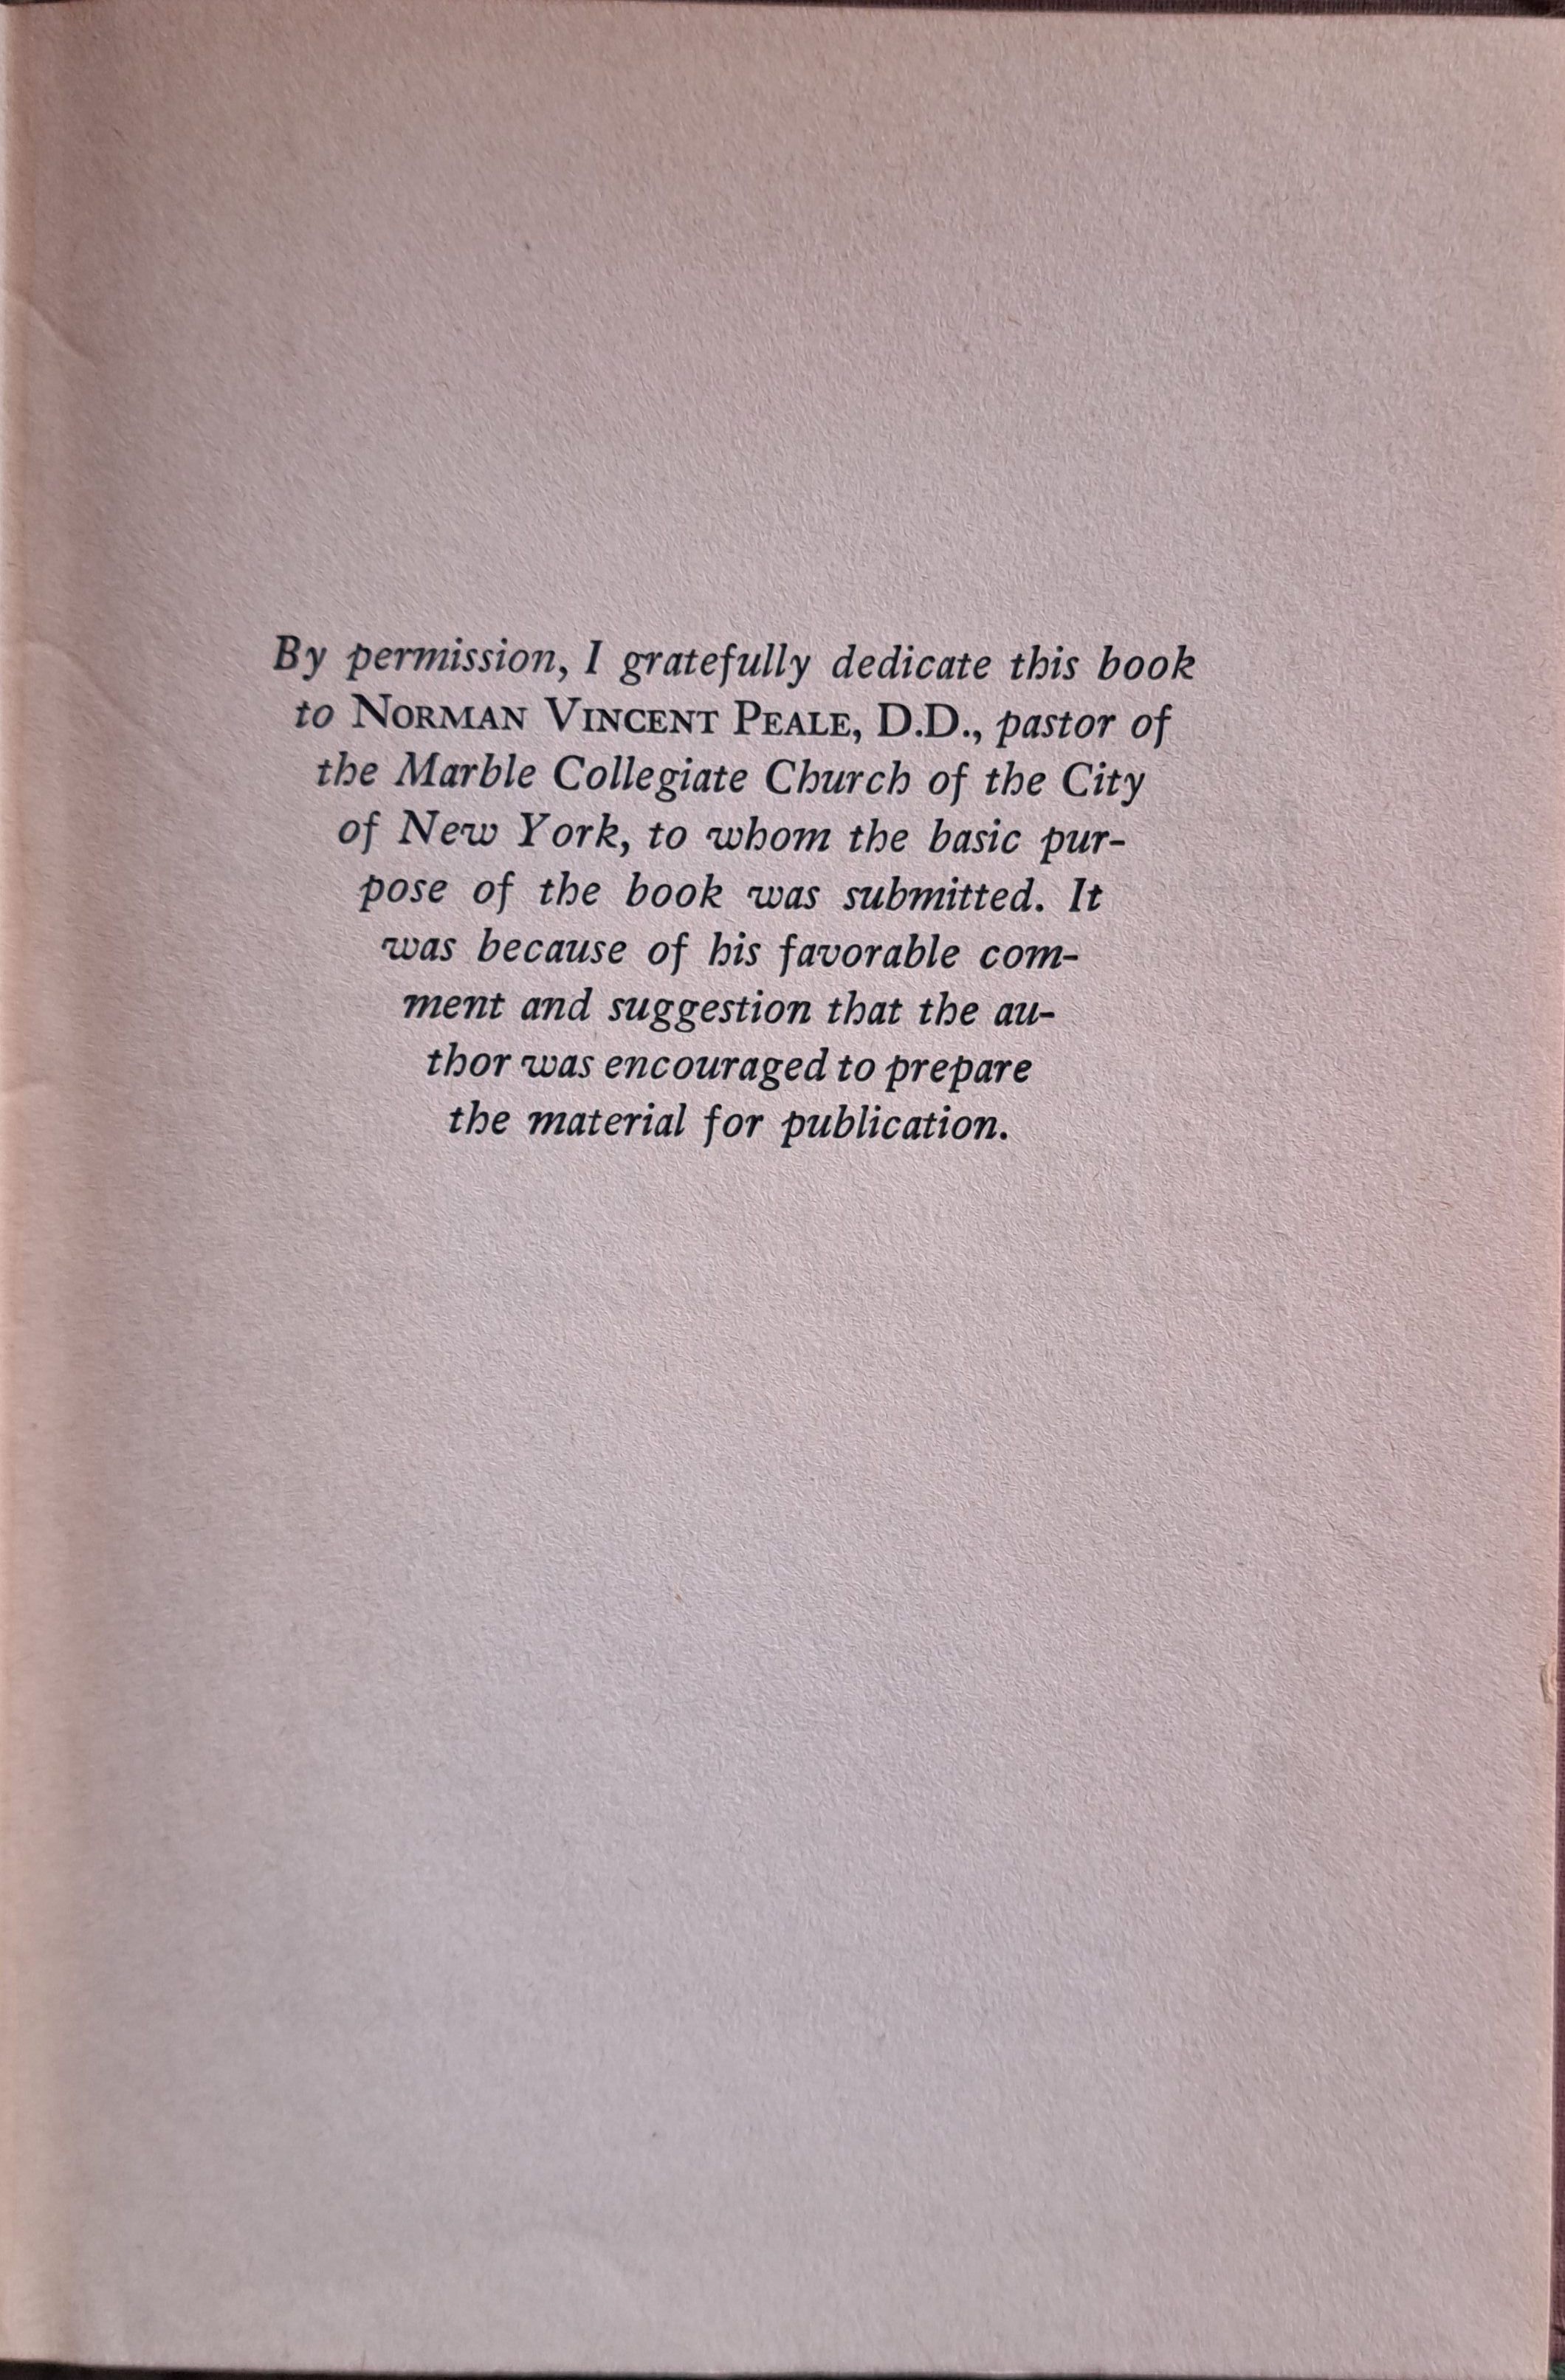 By permission, I gratefully dedicate this book
to NORMAN VINCENT PEALE, D.D., pastor of
the Marble Collegiate Church of the City
of New York, to whom the basic pur-
pose of the book was submitted. It
was because of his favorable com-
ment and suggestion that the au-
thor was encouraged to prepare
the material for publication.